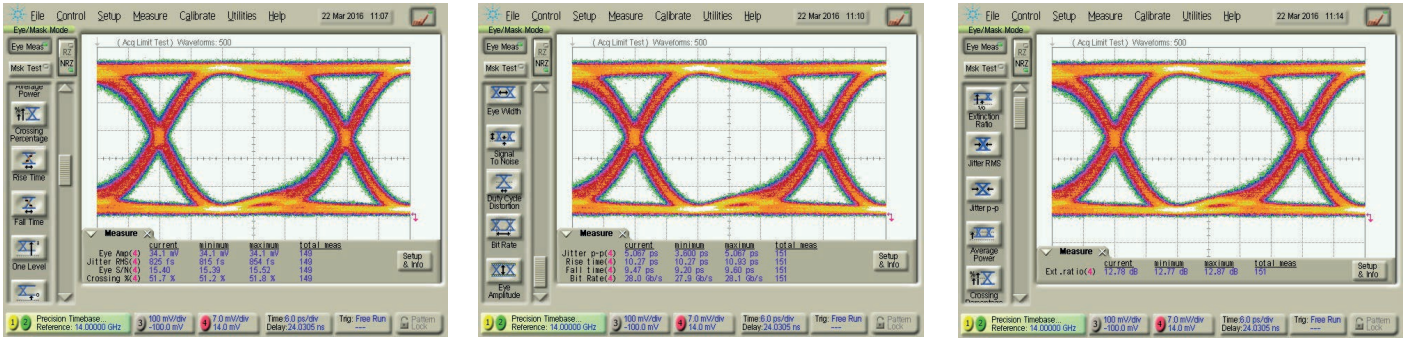 File Control Setup Measure Calibrate Utilities Help 22 Mar 2016 11:07
Eye/Mask Mode
Eye Meas
Msk Test
RZ
NRZ
( Acq Limit Test ) Waveforms: 500
Average
Power
Crossing
Percentage
Rise Time
Fall Time
One Level
Measure
current minimum maximum total meas
Eye Amp(4) 34.1 mV 34.1 mV 34.1 mV 149
Jitter RMS(4) 825 fs 815 fs 854 fs 149
Eye S/N(4) 15.40 15.39 15.52 149
Crossing %(4) 51.7 % 51.2 % 51.8 % 149
Setup
& Info
1 2 Precision Timebase...
Reference: 14.00000 GHz
3 100 mV/div
-100.0 mV
4 7.0 mV/div
14.0 mV
Time:6.0 ps/div
Delay:24.0305 ns
Trig: Free Run
---
Pattern
Lock
File Control Setup Measure Calibrate Utilities Help 22 Mar 2016 11:10
Eye/Mask Mode
Eye Meas
Msk Test
RZ
NRZ
( Acq Limit Test ) Waveforms: 500
Eye Width
Signal
To Noise
Duty Cycle
Distortion
Bit Rate
Eye
Amplitude
Measure
current minimum maximum total meas
Jitter p-p(4) 5.067 ps 3.800 ps 5.067 ps 151
Rise time(4) 10.27 ps 10.27 ps 10.93 ps 151
Fall time(4) 9.47 ps 9.20 ps 9.60 ps 151
Bit Rate(4) 28.0 Gb/s 27.9 Gb/s 28.1 Gb/s 151
Setup
& Info
1 2 Precision Timebase...
Reference: 14.00000 GHz
3 100 mV/div
-100.0 mV
4 7.0 mV/div
14.0 mV
Time:6.0 ps/div
Delay:24.0305 ns
Trig: Free Run
---
Pattern
Lock
File Control Setup Measure Calibrate Utilities Help 22 Mar 2016 11:14
Eye/Mask Mode
Eye Meas
Msk Test
RZ
NRZ
( Acq Limit Test ) Waveforms: 500
Extinction
Ratio
Jitter RMS
Jitter p-p
Average
Power
Crossing
Measure
current minimum maximum total meas
Ext.ratio(4) 12.78 dB 12.77 dB 12.87 dB 151
Setup
& Info
1 2 Precision Timebase...
Reference: 14.00000 GHz
3 100 mV/div
-100.0 mV
4 7.0 mV/div
14.0 mV
Time:6.0 ps/div
Delay:24.0305 ns
Trig: Free Run
---
Pattern
Lock